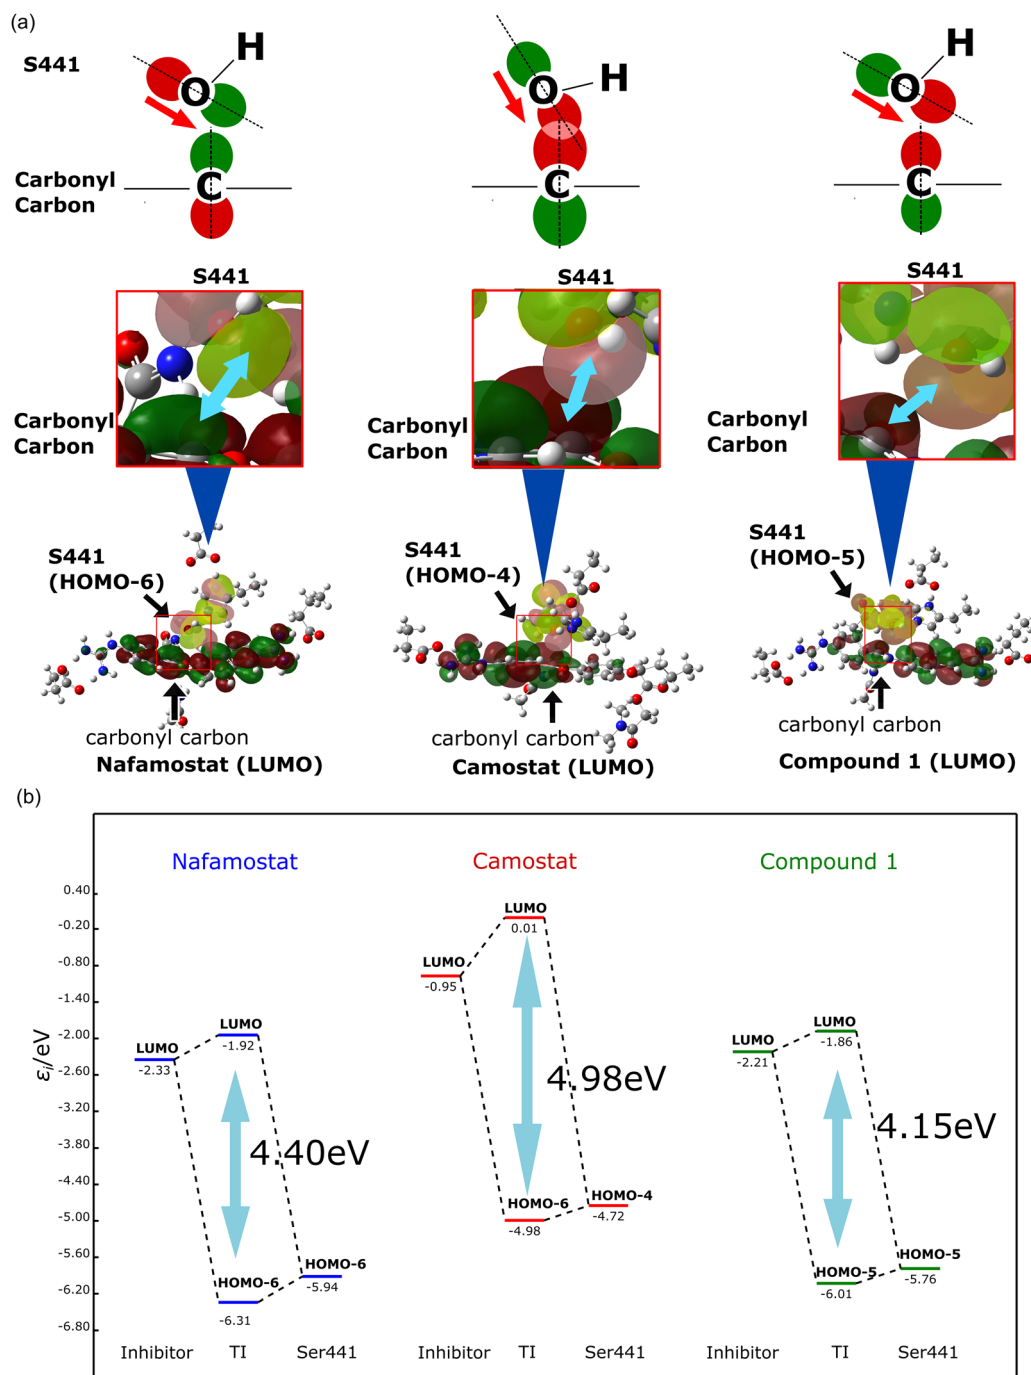 (a)
S441
O
H
Carbonyl
Carbon
C
O
H
C
O
H
C
S441
Carbonyl
Carbon
S441
Carbonyl
Carbon
S441
Carbonyl
Carbon
S441
(HOMO-6)
carbonyl carbon
Nafamostat (LUMO)
S441
(HOMO-4)
carbonyl carbon
Camostat (LUMO)
S441
(HOMO-5)
carbonyl carbon
Compound 1 (LUMO)
(b)
Nafamostat
Camostat
Compound 1
εi/eV
0.40
-0.20
-0.80
-1.40
-2.00
-2.60
-3.20
-3.80
-4.40
-5.00
-5.60
-6.20
-6.80
LUMO
-2.33
LUMO
-1.92
4.40eV
HOMO-6
-6.31
HOMO-6
-5.94
LUMO
-0.95
LUMO
0.01
4.98eV
HOMO-6
-4.98
HOMO-4
-4.72
LUMO
-2.21
LUMO
-1.86
4.15eV
HOMO-5
-6.01
HOMO-5
-5.76
Inhibitor TI Ser441
Inhibitor TI Ser441
Inhibitor TI Ser441